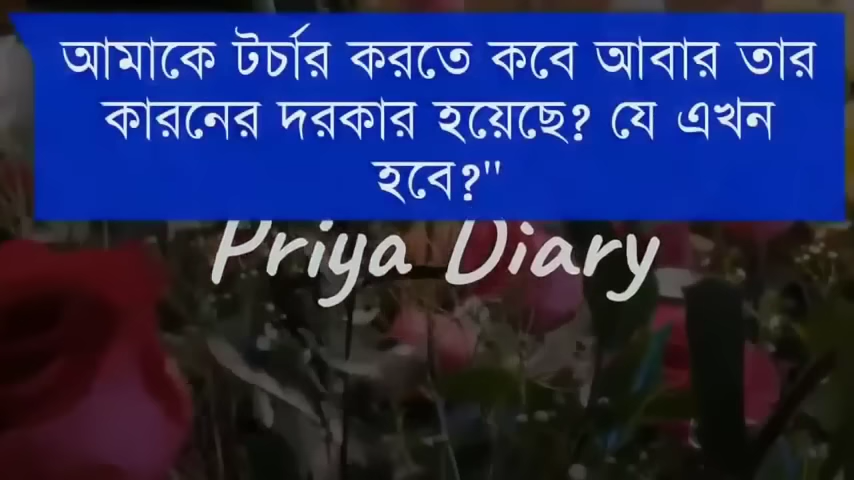 আমাকে টর্চার করতে কবে আবার তার
কারনের দরকার হয়েছে? যে এখন
হবে?"
Priya Diary